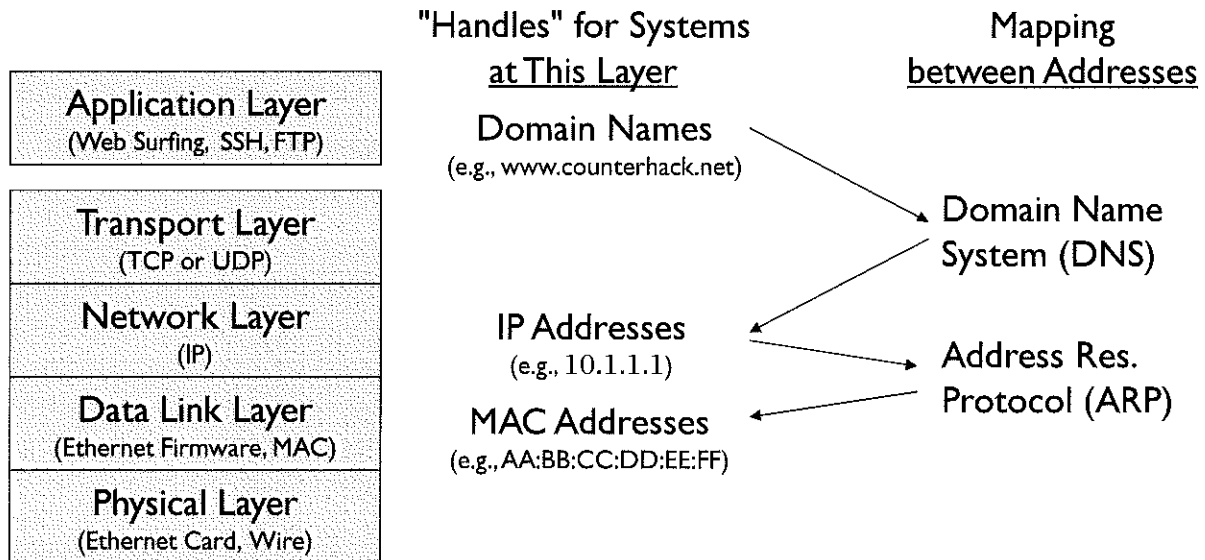 "Handles" for Systems
at This Layer
Mapping
between Addresses
Application Layer
(Web Surfing, SSH, FTP)
Domain Names
(e.g., www.counterhack.net)
Transport Layer
(TCP or UDP)
Domain Name
System (DNS)
Network Layer
(IP)
IP Addresses
(e.g., 10.1.1.1)
Address Res.
Protocol (ARP)
Data Link Layer
(Ethernet Firmware, MAC)
MAC Addresses
(e.g., AA:BB:CC:DD:EE:FF)
Physical Layer
(Ethernet Card, Wire)